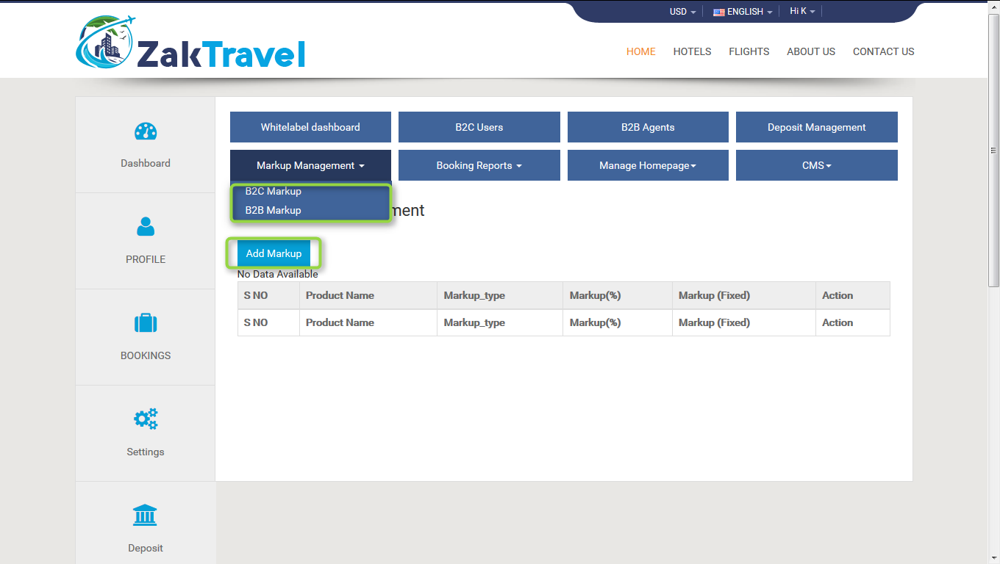 USD ENGLISH Hi K
ZakTravel
HOME HOTELS FLIGHTS ABOUT US CONTACT US
Whitelabel dashboard B2C Users B2B Agents Deposit Management
Markup Management Booking Reports Manage Homepage CMS
B2C Markup
B2B Markup
ment
Add Markup
No Data Available
S NO Product Name Markup_type Markup(%) Markup (Fixed) Action
S NO Product Name Markup_type Markup(%) Markup (Fixed) Action
Dashboard
PROFILE
BOOKINGS
Settings
Deposit